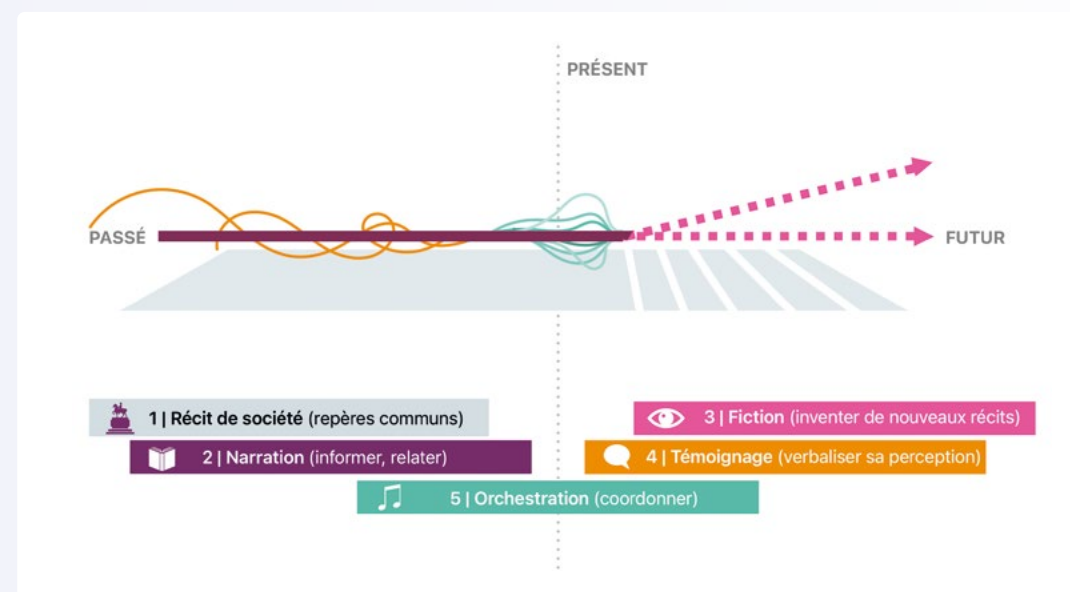 PRÉSENT
PASSÉ
FUTUR
1 | Récit de société (repères communs)
3 | Fiction (inventer de nouveaux récits)
2 | Narration (informer, relater)
4 | Témoignage (verbaliser sa perception)
5 | Orchestration (coordonner)